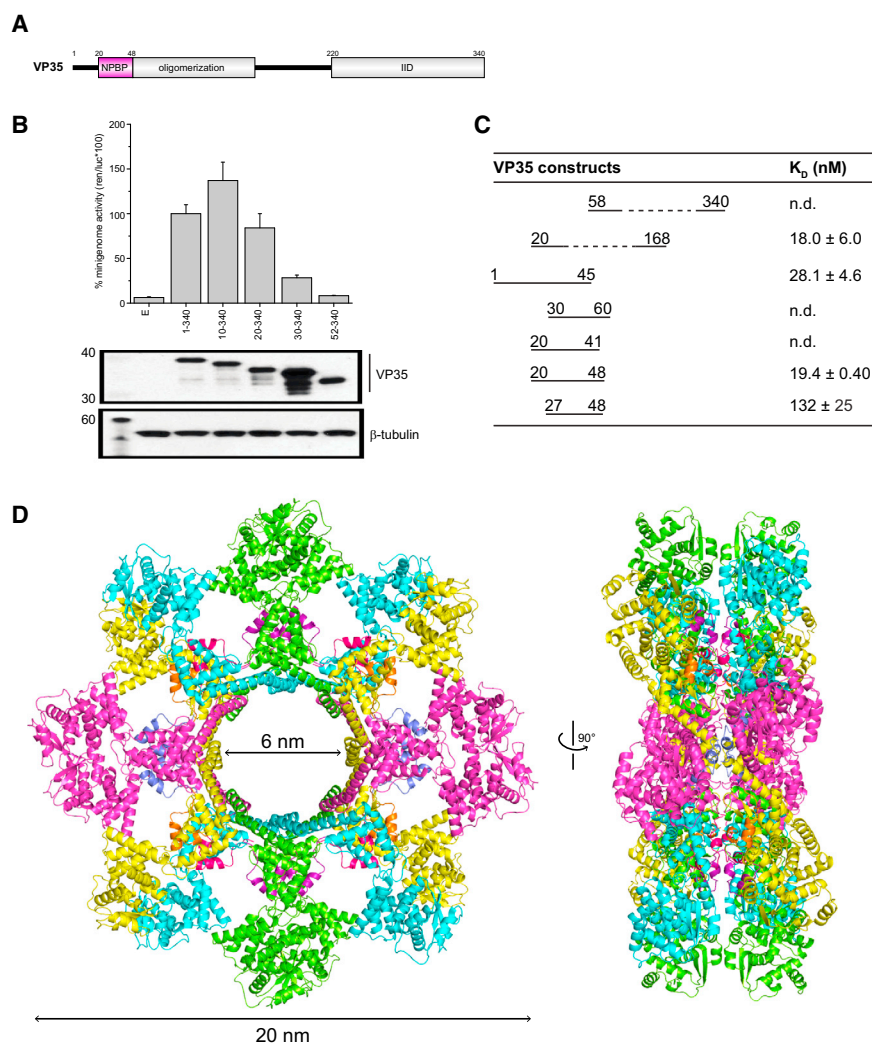 A
1 20 48 220 340
VP35 NPBP oligomerization IID
B
% minigenome activity (ren/luc*100)
200
150
100
50
0
E 1-340 10-340 20-340 30-340 52-340
40
30
VP35
60
β-tubulin
C
VP35 constructs K_D (nM)
58 340 n.d.
20 168 18.0 ± 6.0
1 45 28.1 ± 4.6
30 60 n.d.
20 41 n.d.
20 48 19.4 ± 0.40
27 48 132 ± 25
D
6 nm
90°
20 nm